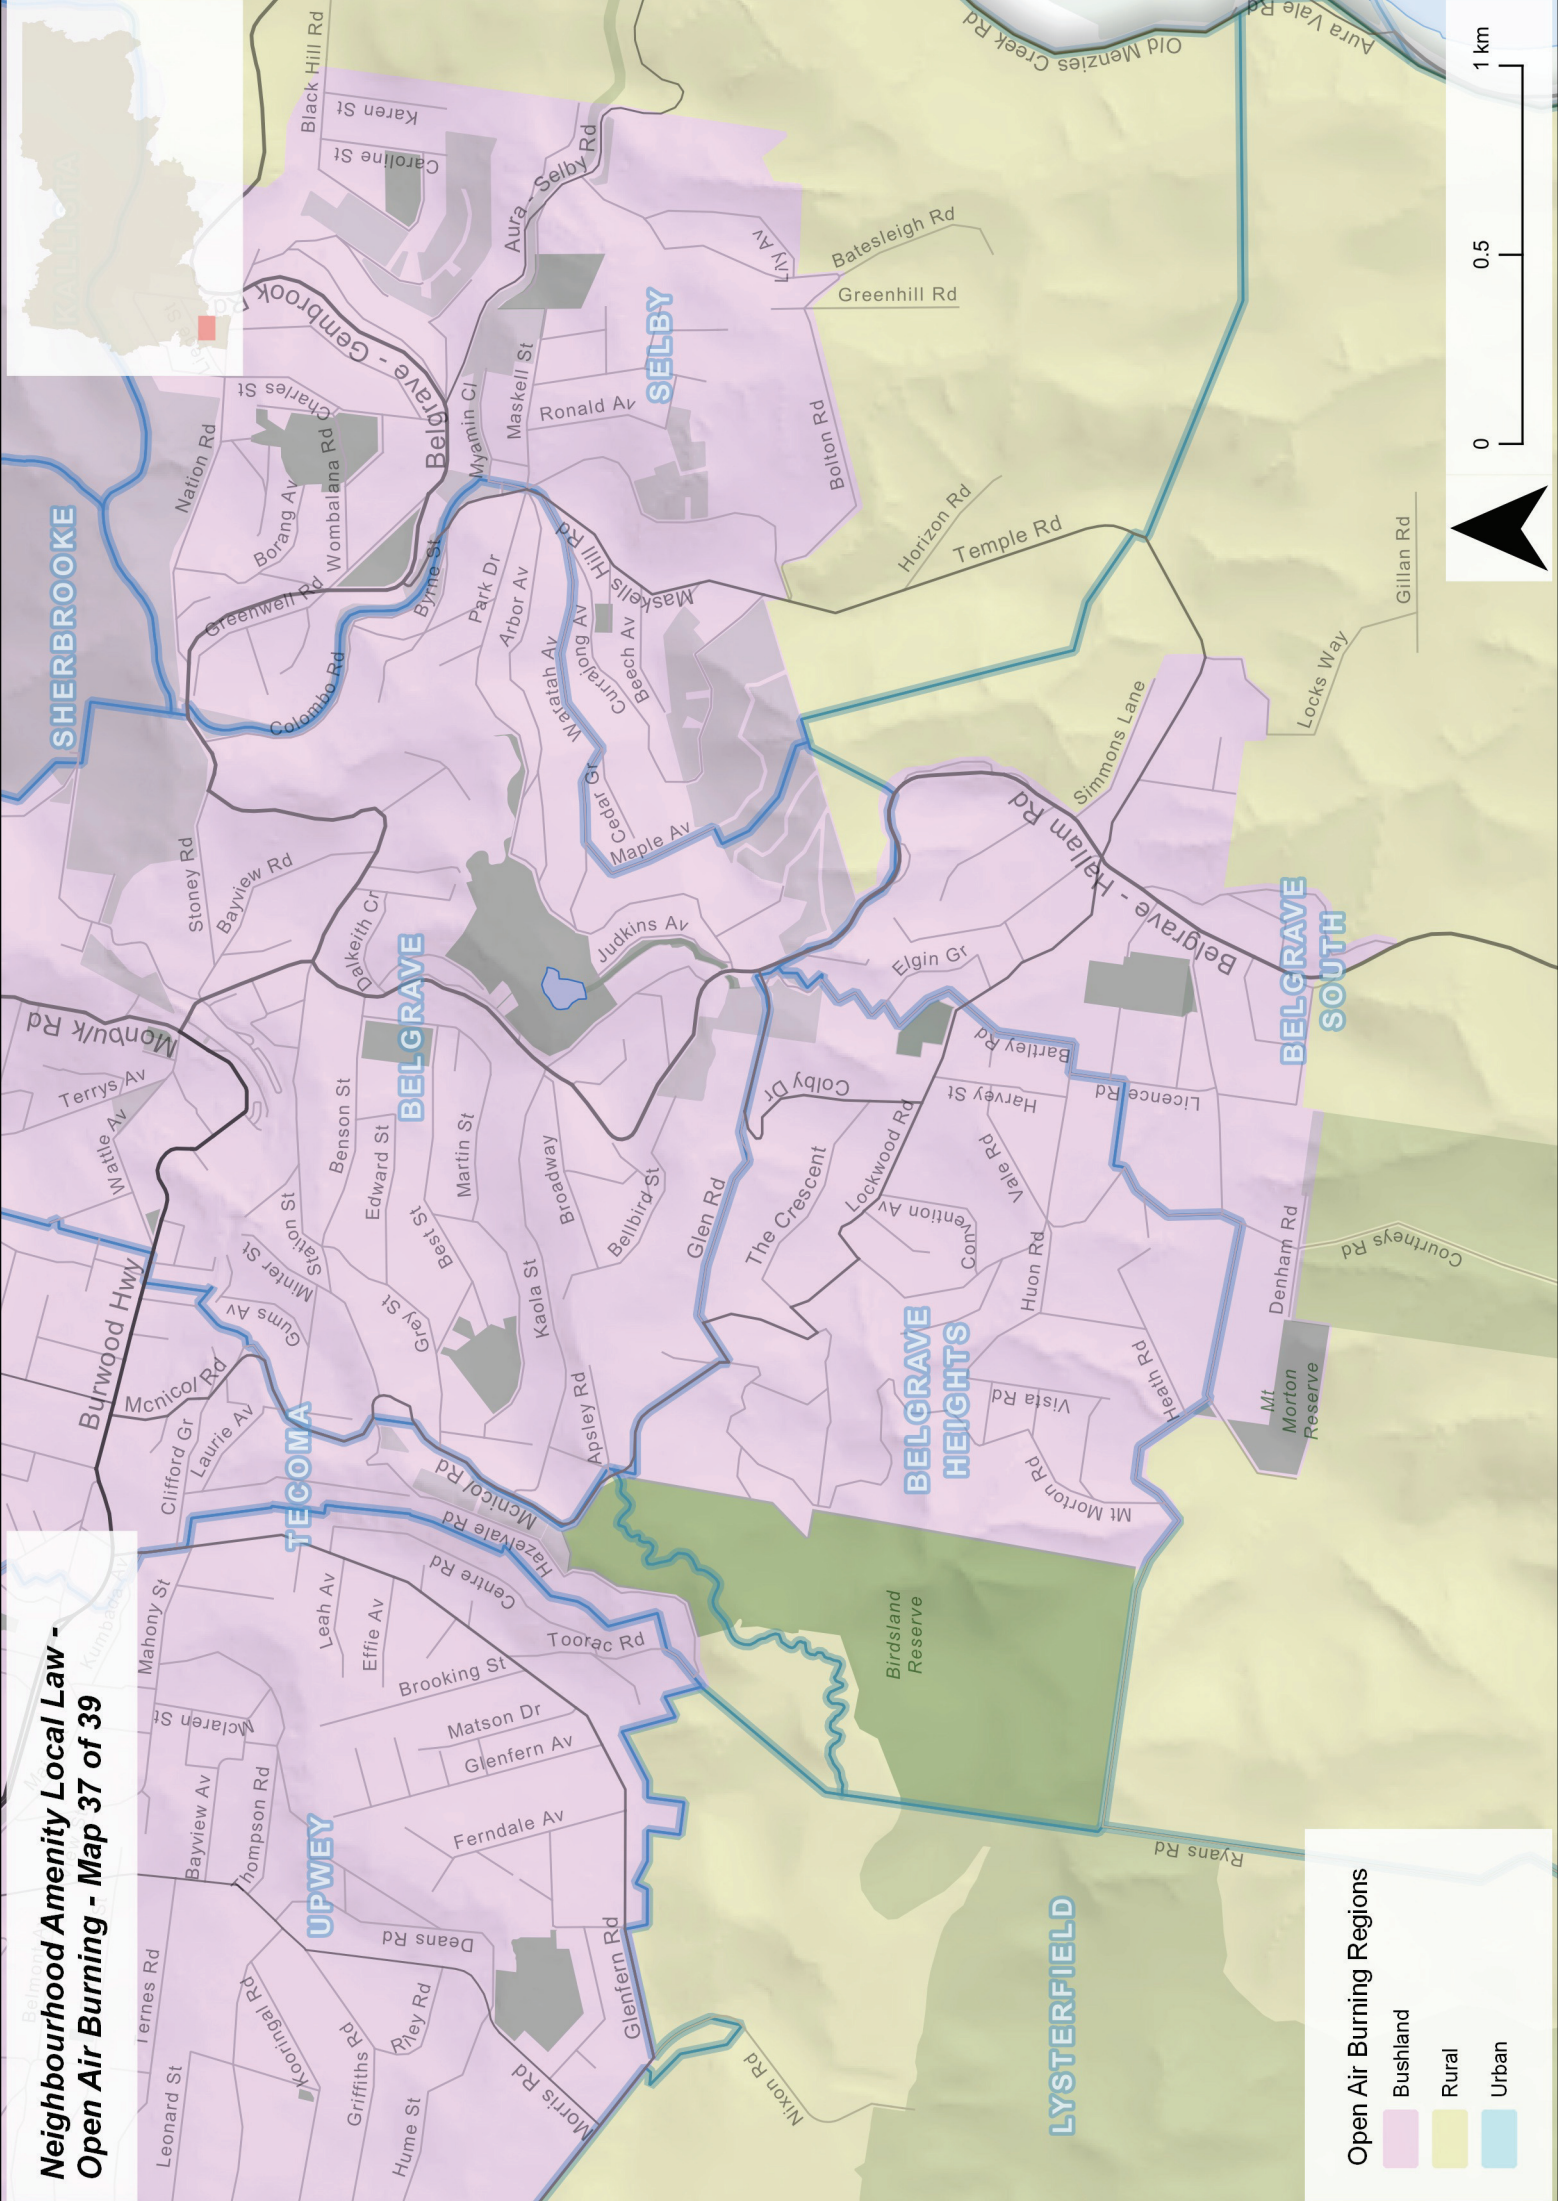 Neighbourhood Amenity Local Law -
Open Air Burning - Map 37 of 39
SHERBROOKE
TECOMA
UPWEY
BELGRAVE
SELBY
BELGRAVE
HEIGHTS
BELGRAVE
SOUTH
LYSTERFIELD
Burwood Hwy
Monbulk Rd
Terrys Av
Wattle Av
Mcnicol Rd
Clifford Gr
Laurie Av
Gums Av
Minter St
Station St
Benson St
Edward St
Best St
Grey St
Martin St
Broadway
Kaola St
Bellbird St
Apsley Rd
Mcnicol Rd
Hazelvale Rd
Centre Rd
Toorac Rd
Leah Av
Effie Av
Brooking St
Matson Dr
Glenfern Av
Ferndale Av
Mahony St
Mclaren St
Bayview Av
Thompson Rd
Ternes Rd
Leonard St
Kooringal Rd
Griffiths Rd
Riley Rd
Hume St
Deans Rd
Morris Rd
Glenfern Rd
Nixon Rd
Ryans Rd
Birdsland
Reserve
Glen Rd
Colby Dr
The Crescent
Lockwood Rd
Convention Av
Vale Rd
Harvey St
Bartley Rd
Licence Rd
Huon Rd
Heath Rd
Vista Rd
Mt Morton Rd
Denham Rd
Courtneys Rd
Mt
Morton
Reserve
Elgin Gr
Belgrave - Hallam Rd
Simmons Lane
Locks Way
Gillan Rd
Temple Rd
Horizon Rd
Bolton Rd
Greenhill Rd
Batesleigh Rd
Lily Av
Old Menzies Creek Rd
Aura Vale Rd
Stoney Rd
Bayview Rd
Dalkeith Cr
Judkins Av
Maple Av
Cedar Gr
Waratah Av
Currajong Av
Beech Av
Maskells Hill Rd
Arbor Av
Park Dr
Byrne St
Colombo Rd
Greenwell Rd
Nation Rd
Borang Av
Wombalana Rd
Charles St
Belgrave - Gembrook Rd
Myamin Cl
Maskell St
Ronald Av
Aura - Selby Rd
Caroline St
Karen St
Black Hill Rd
Open Air Burning Regions
Bushland
Rural
Urban
0 0.5 1 km